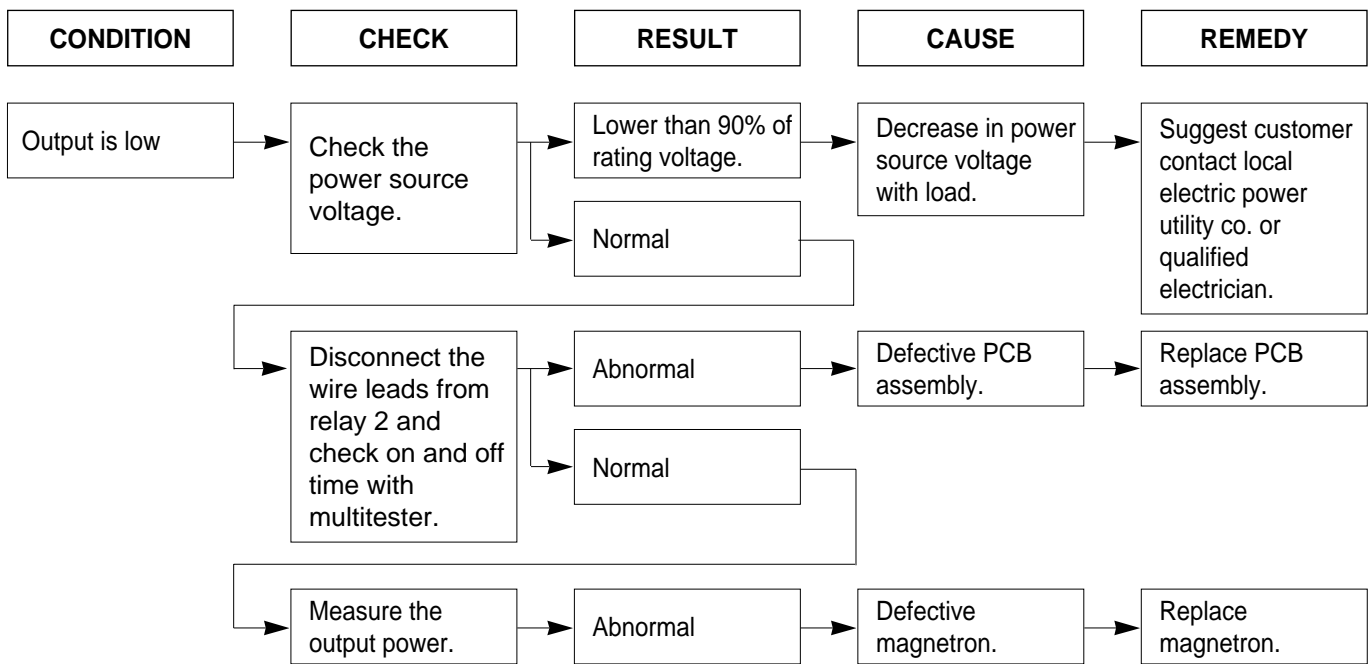 CONDITION
CHECK
RESULT
CAUSE
REMEDY
Output is low
Check the
power source
voltage.
Lower than 90% of
rating voltage.
Decrease in power
source voltage
with load.
Suggest customer
contact local
electric power
utility co. or
qualified
electrician.
Normal
Disconnect the
wire leads from
relay 2 and
check on and off
time with
multitester.
Abnormal
Defective PCB
assembly.
Replace PCB
assembly.
Normal
Measure the
output power.
Abnormal
Defective
magnetron.
Replace
magnetron.